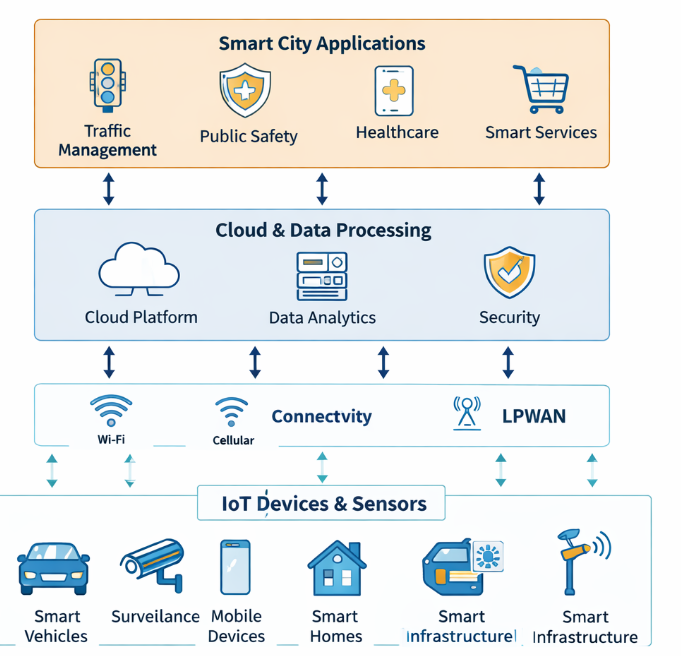 Smart City Applications
Traffic
Management
Public Safety
Healthcare
Smart Services
Cloud & Data Processing
Cloud Platform
Data Analytics
Security
Wi-Fi
Cellular
Connectvity
LPWAN
IoT Devices & Sensors
Smart
Vehicles
Surveilance
Mobile
Devices
Smart
Homes
Smart
Infrastructure
Smart
Infrastructure